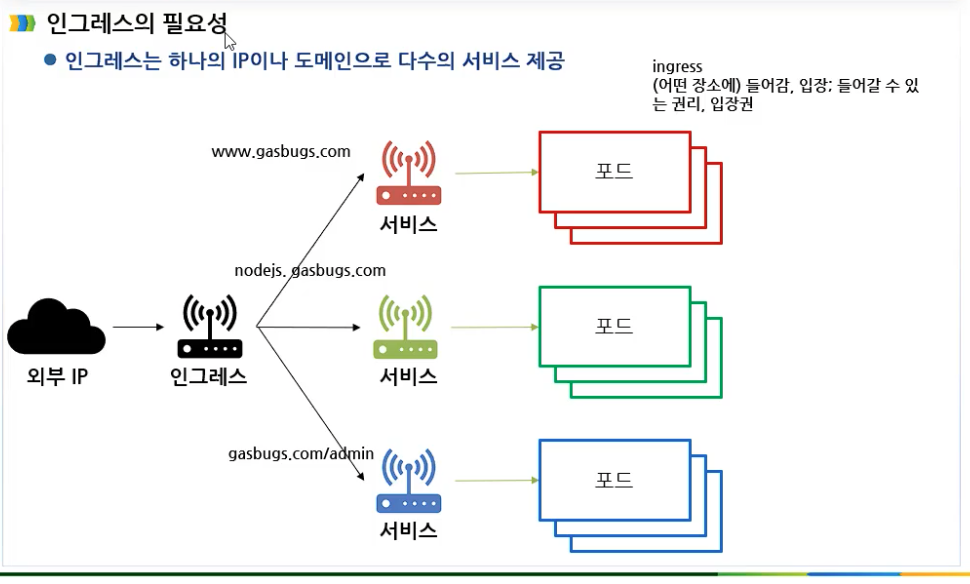 인그레스의 필요성
인그레스는 하나의 IP이나 도메인으로 다수의 서비스 제공
ingress
(어떤 장소에) 들어감, 입장; 들어갈 수 있
는 권리, 입장권
www.gasbugs.com
포드
서비스
nodejs. gasbugs.com
포드
외부 IP
인그레스
서비스
gasbugs.com/admin
포드
서비스